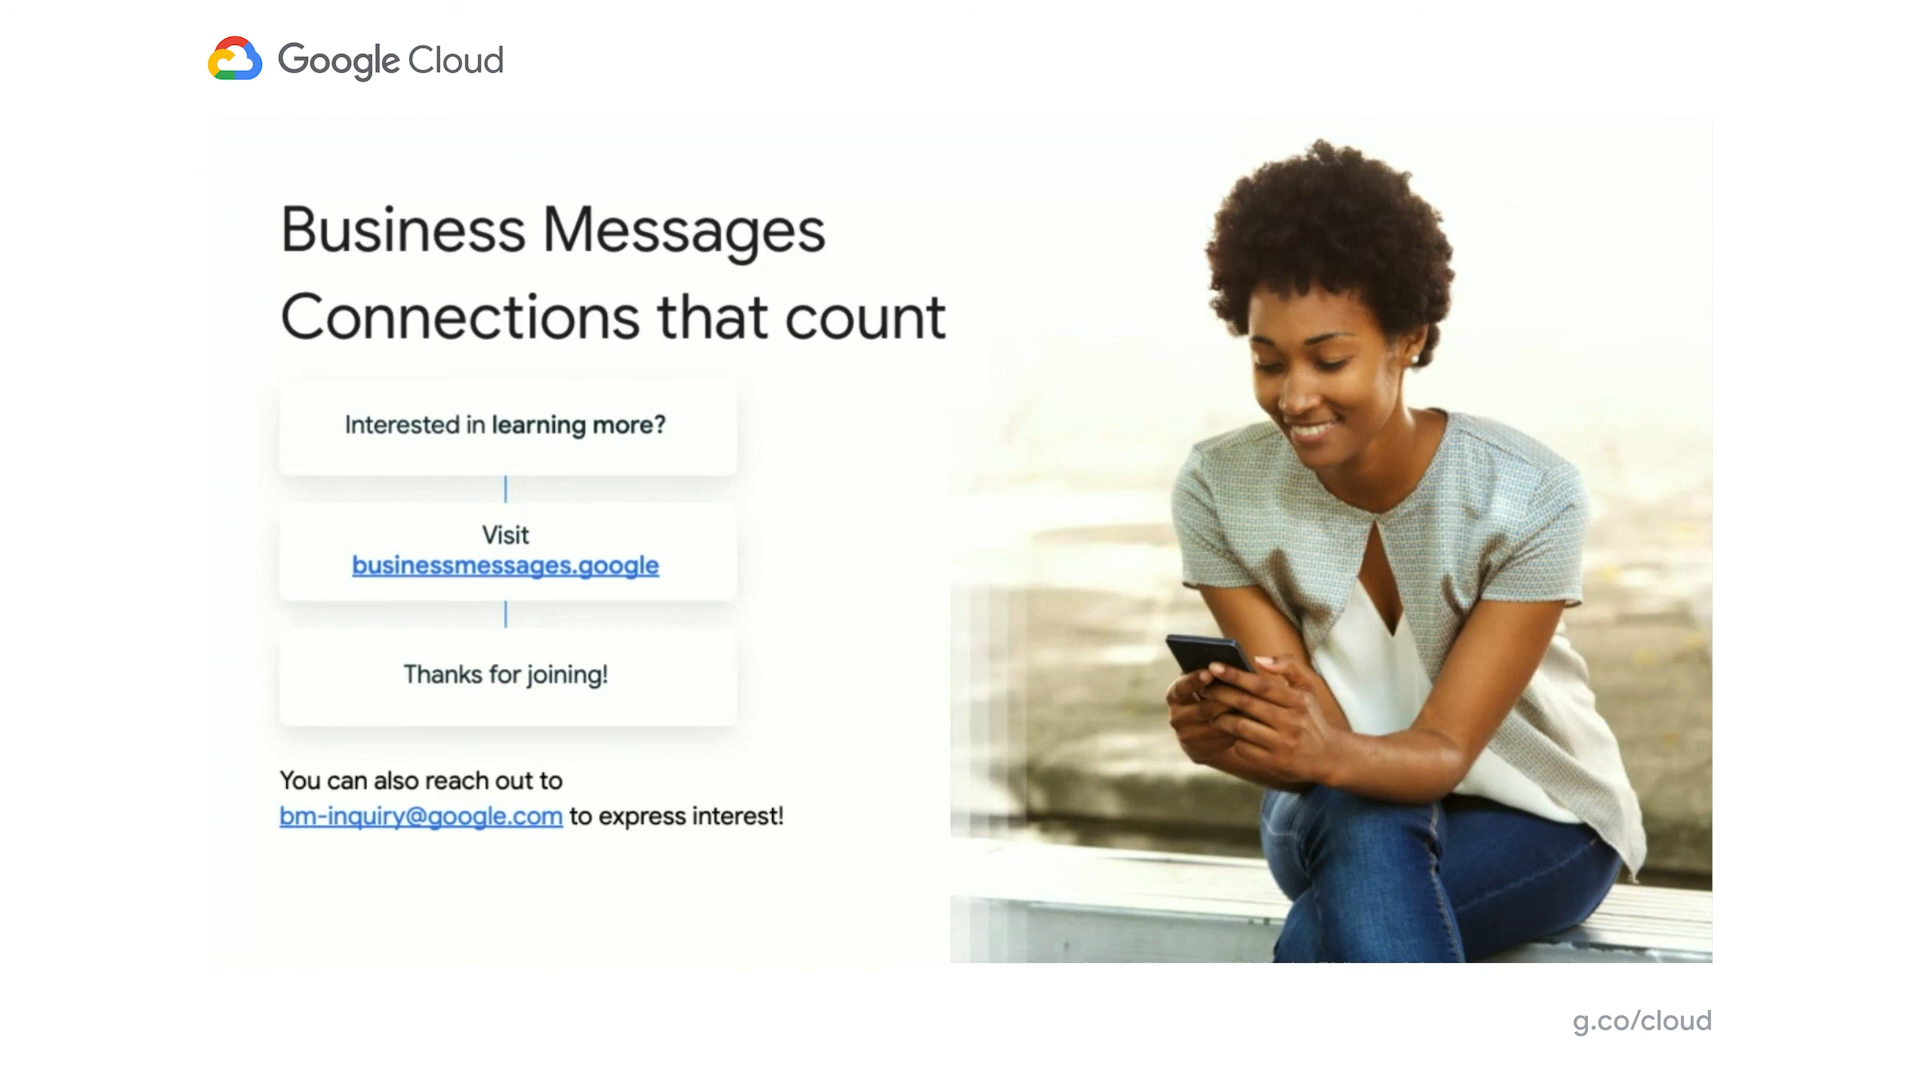 Google Cloud
Business Messages
Connections that count
Interested in learning more?
Visit
businessmessages.google
Thanks for joining!
You can also reach out to
bm-inquiry@google.com to express interest!
g.co/cloud